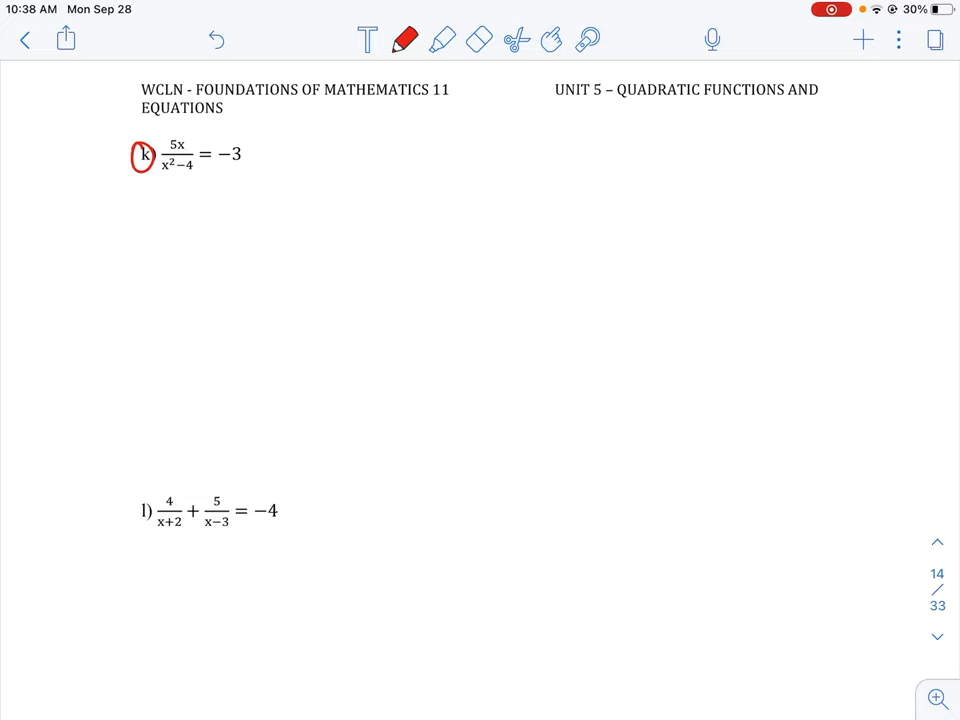 10:38 AM Mon Sep 28 30%
T
WCLN - FOUNDATIONS OF MATHEMATICS 11 UNIT 5 – QUADRATIC FUNCTIONS AND
EQUATIONS
k) 5x/(x²−4) = −3
l) 4/(x+2) + 5/(x−3) = −4
14
/
33